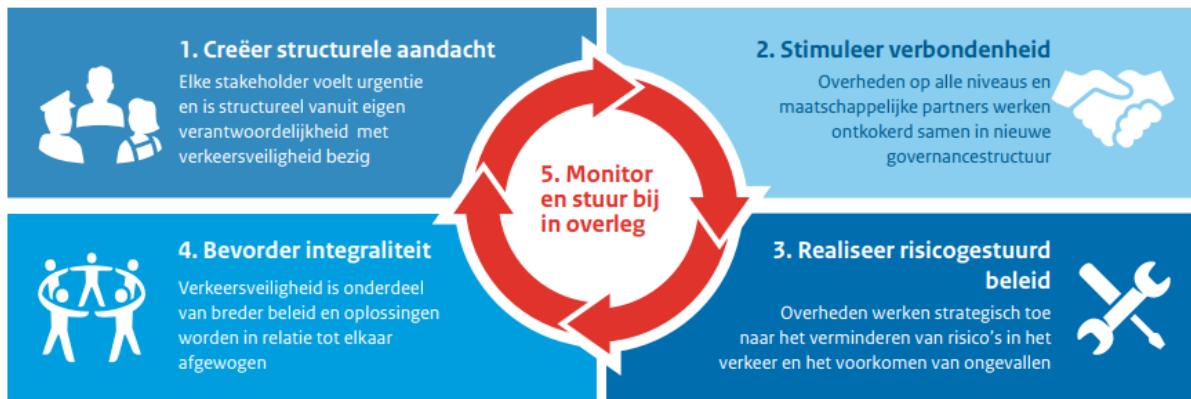 1. Creëer structurele aandacht
Elke stakeholder voelt urgentie
en is structureel vanuit eigen
verantwoordelijkheid met
verkeersveiligheid bezig
2. Stimuleer verbondenheid
Overheden op alle niveaus en
maatschappelijke partners werken
ontkokerd samen in nieuwe
governancestructuur
3. Realiseer risicogestuurd
beleid
Overheden werken strategisch toe
naar het verminderen van risico's in het
verkeer en het voorkomen van ongevallen
4. Bevorder integraliteit
Verkeersveiligheid is onderdeel
van breder beleid en oplossingen
worden in relatie tot elkaar
afgewogen
5. Monitor
en stuur bij
in overleg